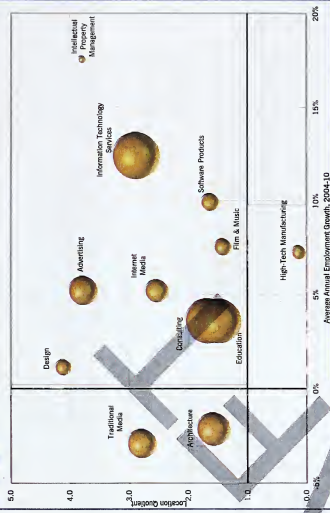 5.0
4.0
3.0
2.0
1.0
0.0
Location Quotient
-5%
0%
5%
10%
15%
20%
Average Annual Employment Growth, 2004-10
Design
Advertising
Internet
Media
Traditional
Media
Architecture
Consulting
Education
Information Technology
Services
Intellectual
Property
Management
Software Products
Film & Music
High-Tech Manufacturing